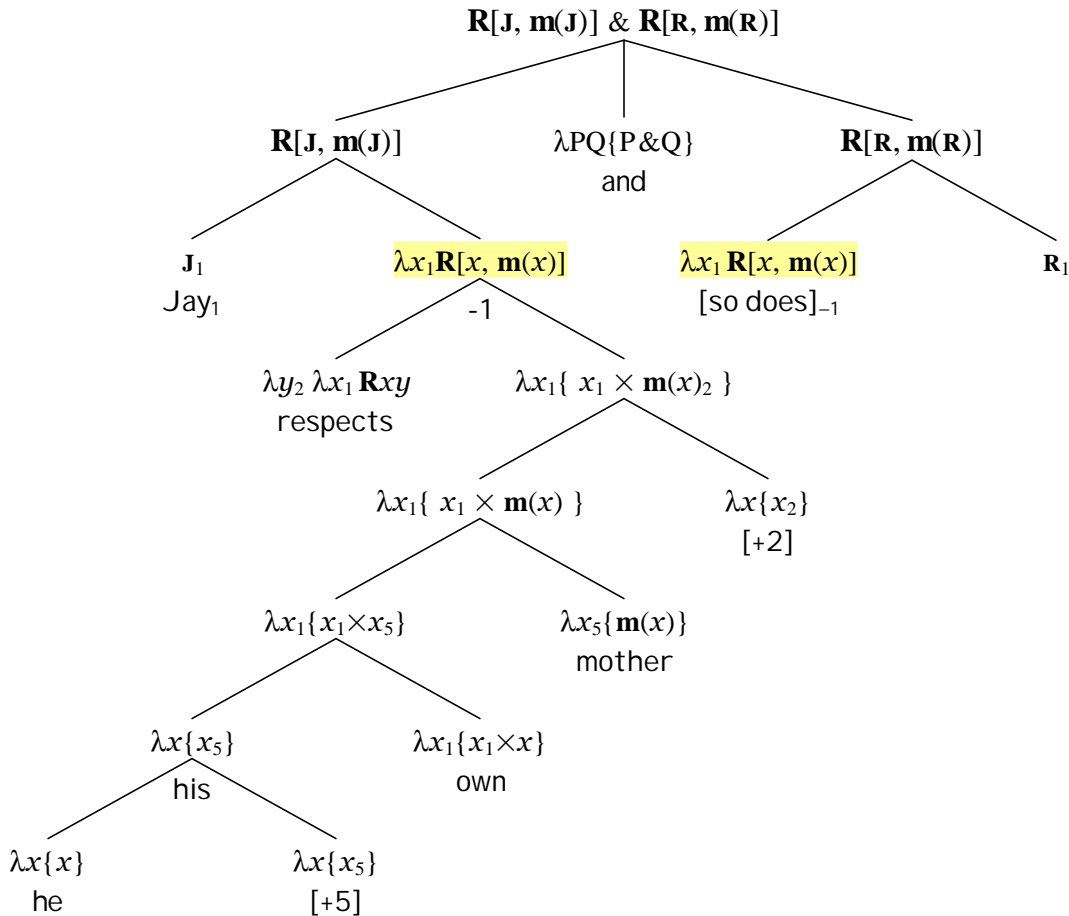 R[J, m(J)] & R[R, m(R)]
R[J, m(J)] λPQ{P&Q} R[R, m(R)]
and
J₁ λx₁R[x, m(x)] λx₁ R[x, m(x)] R₁
Jay₁ -1 [so does]₋₁
λy₂ λx₁ Rxy λx₁{ x₁ × m(x)₂ }
respects
λx₁{ x₁ × m(x) } λx{x₂}
[+2]
λx₁{x₁×x₅} λx₅{m(x)}
mother
λx{x₅} λx₁{x₁×x}
his own
λx{x} λx{x₅}
he [+5]